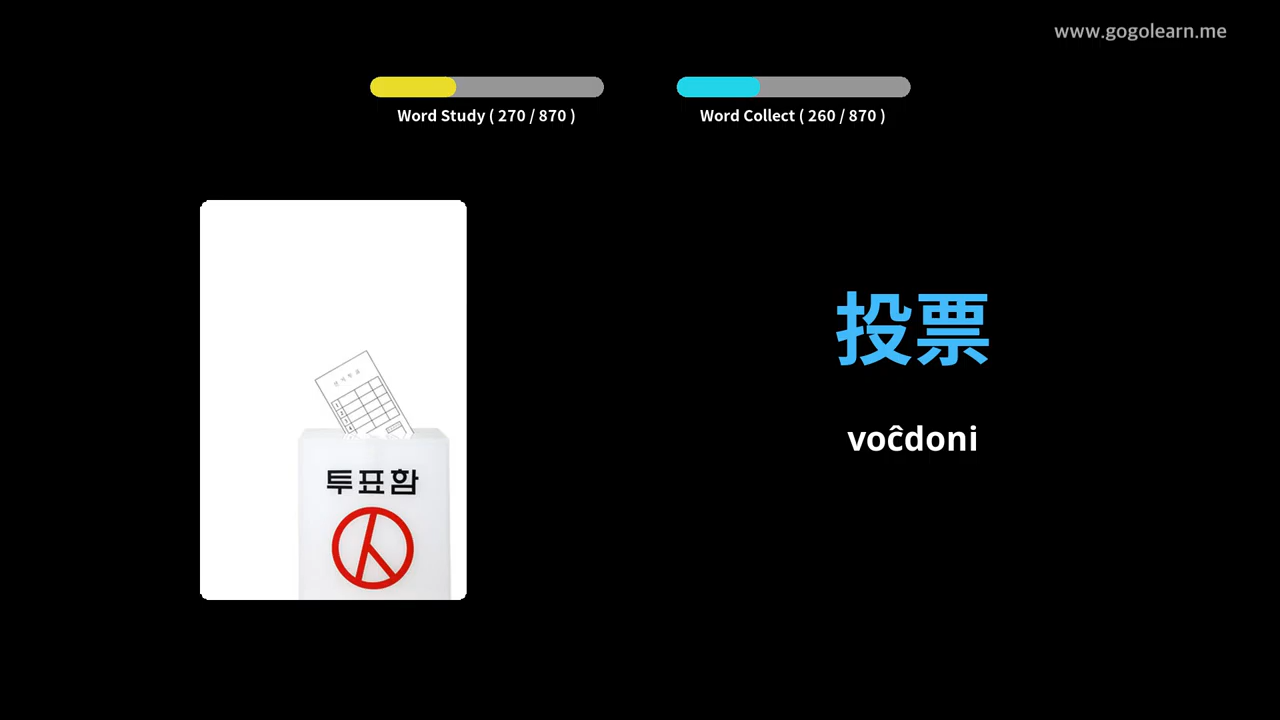 www.gogolearn.me
Word Study ( 270 / 870 )
Word Collect ( 260 / 870 )
投票
voĉdoni
투표함